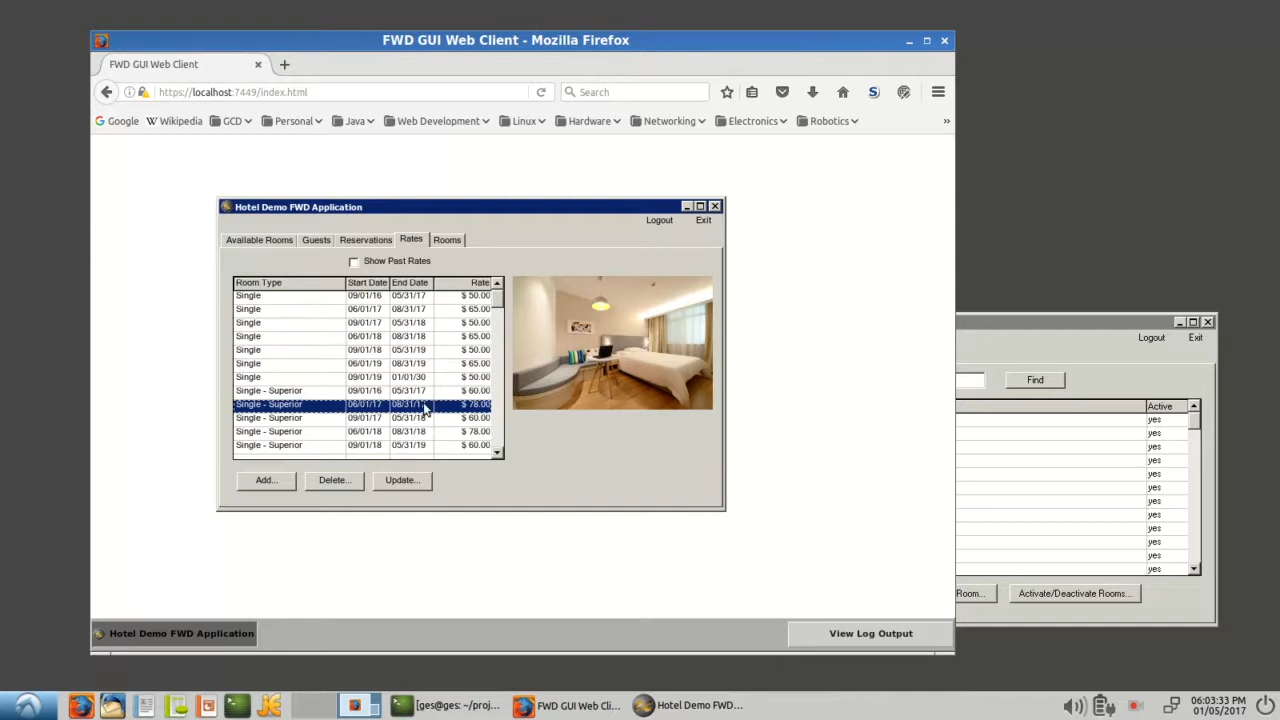 FWD GUI Web Client - Mozilla Firefox
FWD GUI Web Client
https://localhost:7449/index.html
Search
Google Wikipedia GCD Personal Java Web Development Linux Hardware Networking Electronics Robotics »
Hotel Demo FWD Application
Logout Exit
Available Rooms Guests Reservations Rates Rooms
Show Past Rates
Room Type Start Date End Date Rate
Single 09/01/16 05/31/17 $ 50.00
Single 06/01/17 08/31/17 $ 65.00
Single 09/01/17 05/31/18 $ 50.00
Single 06/01/18 08/31/18 $ 65.00
Single 09/01/18 05/31/19 $ 50.00
Single 06/01/19 08/31/19 $ 65.00
Single 09/01/19 01/01/30 $ 50.00
Single - Superior 09/01/16 05/31/17 $ 60.00
Single - Superior 06/01/17 $ 78.00
Single - Superior 09/01/17 05/31/18 $ 60.00
Single - Superior 06/01/18 08/31/18 $ 78.00
Single - Superior 09/01/18 05/31/19 $ 60.00
Add... Delete... Update...
Logout Exit
Find
Active
yes
yes
yes
yes
yes
yes
yes
yes
yes
yes
yes
yes
Room... Activate/Deactivate Rooms...
Hotel Demo FWD Application
View Log Output
[ges@ges: ~/proj... FWD GUI Web Cli... Hotel Demo FWD...
06:03:33 PM
01/05/2017